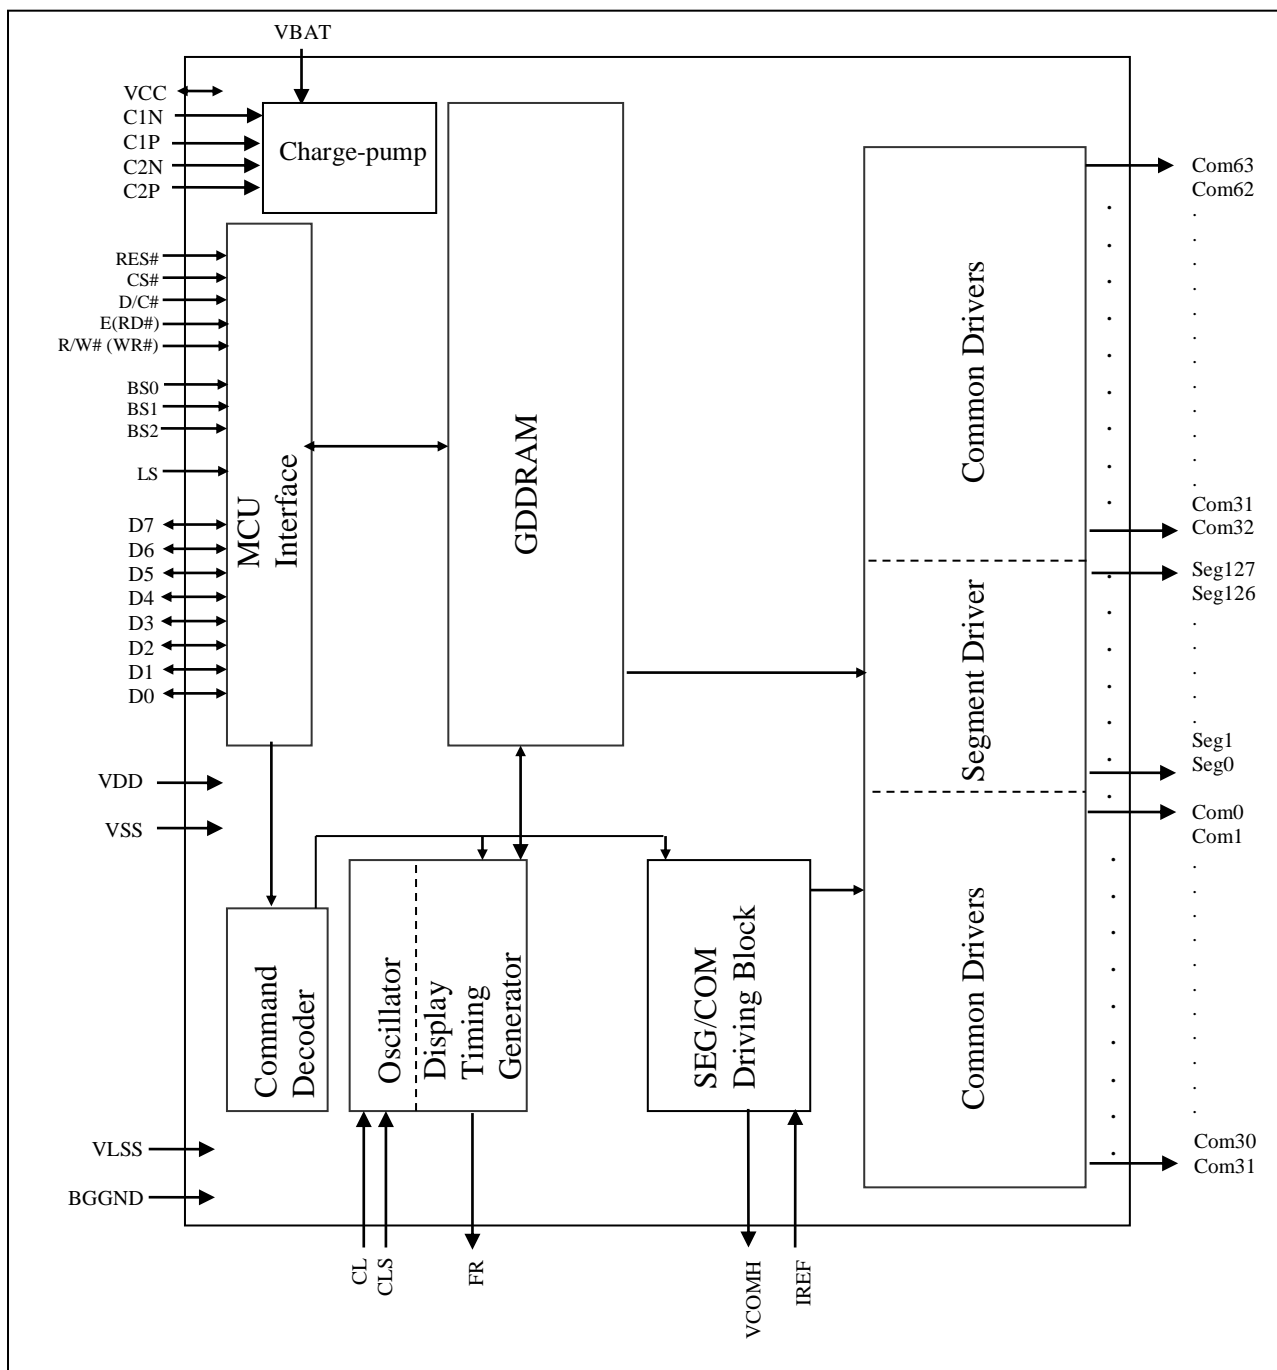 VBAT
VCC
C1N
C1P
C2N
C2P
Charge-pump
RES#
CS#
D/C#
E(RD#)
R/W# (WR#)
BS0
BS1
BS2
LS
D7
D6
D5
D4
D3
D2
D1
D0
MCU
Interface
GDDRAM
Common Drivers
Segment Driver
Common Drivers
Com63
Com62
Com31
Com32
Seg127
Seg126
Seg1
Seg0
Com0
Com1
Com30
Com31
VDD
VSS
Command
Decoder
Oscillator
Display
Timing
Generator
SEG/COM
Driving Block
VLSS
BGGND
CL
CLS
FR
VCOMH
IREF